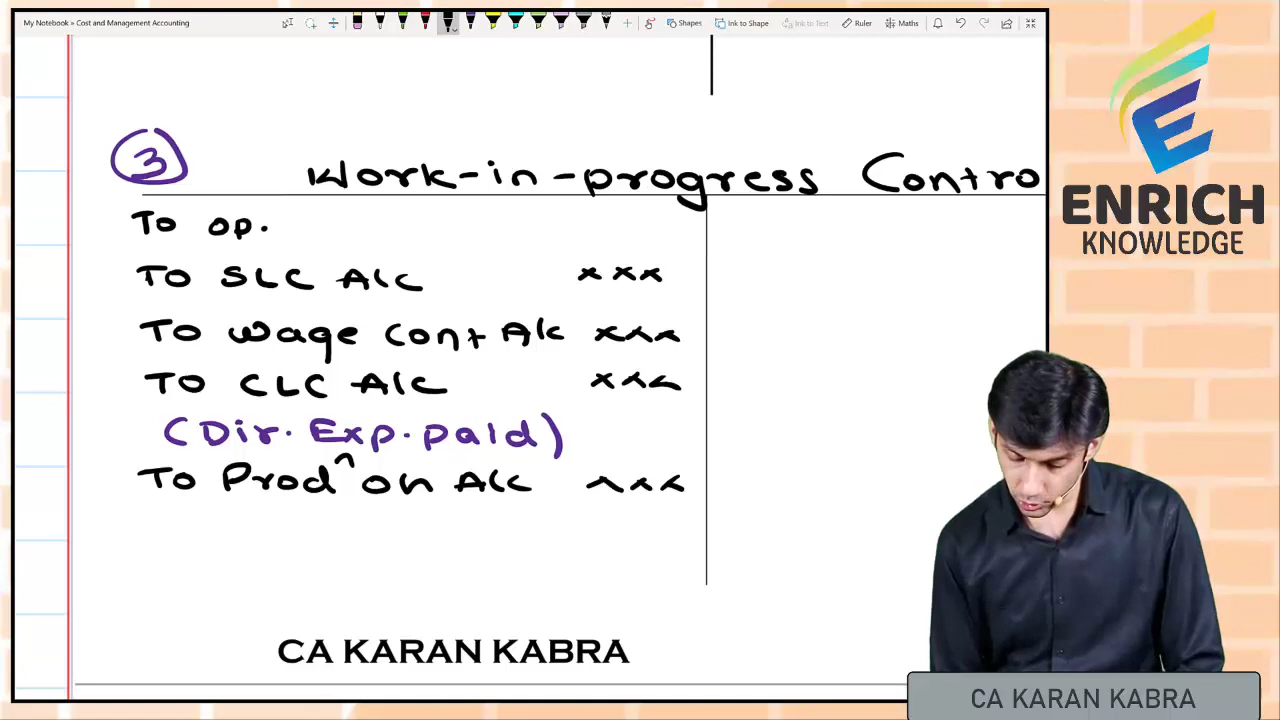 My Notebook » Cost and Management Accounting
Shapes
Ink to Shape
Ink to Text
Ruler
Maths
3
Work-in-progress Contro
To op.
To SLC A/c xxx
To Wage Cont A/c xxx
To CLC A/c xxx
(Dir. Exp. paid)
To Prodⁿ OH A/c xxx
CA KARAN KABRA
E
ENRICH
KNOWLEDGE
CA KARAN KABRA